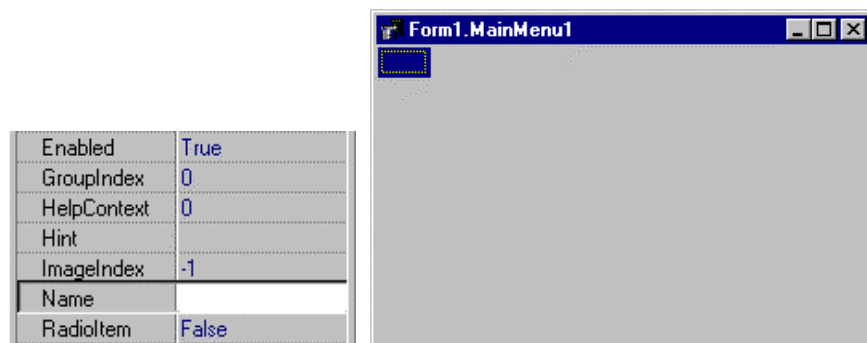 Form1.MainMenu1
Enabled True
GroupIndex 0
HelpContext 0
Hint
ImageIndex -1
Name
RadioItem False